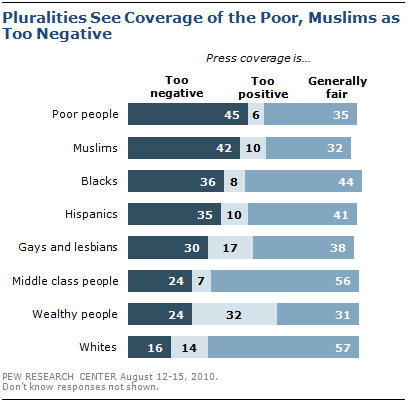 Pluralities See Coverage of the Poor, Muslims as
Too Negative
Press coverage is...
Too negative Too positive Generally fair
Poor people 45 6 35
Muslims 42 10 32
Blacks 36 8 44
Hispanics 35 10 41
Gays and lesbians 30 17 38
Middle class people 24 7 56
Wealthy people 24 32 31
Whites 16 14 57
PEW RESEARCH CENTER August 12-15, 2010.
Don't know responses not shown.